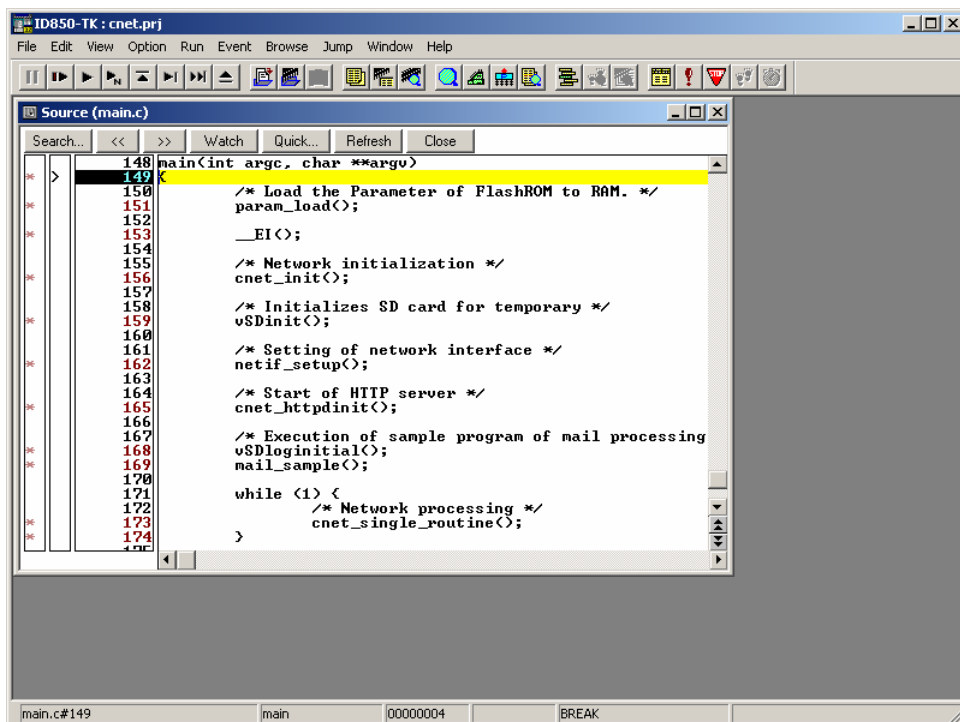 ID850-TK : cnet.prj
File Edit View Option Run Event Browse Jump Window Help
Source (main.c)
Search... << >> Watch Quick... Refresh Close
148 main(int argc, char **argv)
* > 149 {
150 /* Load the Parameter of FlashROM to RAM. */
* 151 param_load();
152
* 153 __EI();
154
155 /* Network initialization */
* 156 cnet_init();
157
158 /* Initializes SD card for temporary */
* 159 vSDinit();
160
161 /* Setting of network interface */
* 162 netif_setup();
163
164 /* Start of HTTP server */
* 165 cnet_httpdinit();
166
167 /* Execution of sample program of mail processing
* 168 vSDloginitial();
* 169 mail_sample();
170
171 while (1) {
172 /* Network processing */
* 173 cnet_single_routine();
* 174 }
main.c#149 main 00000004 BREAK